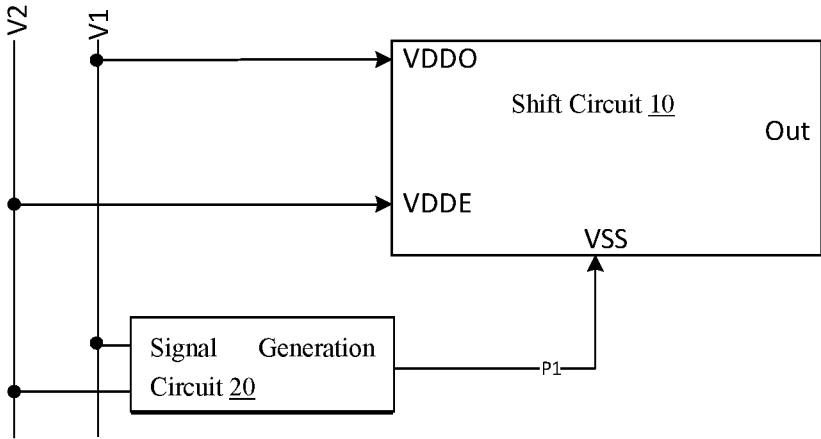 V2
V1
VDDO
Shift Circuit 10
Out
VDDE
VSS
Signal Generation
Circuit 20
P1